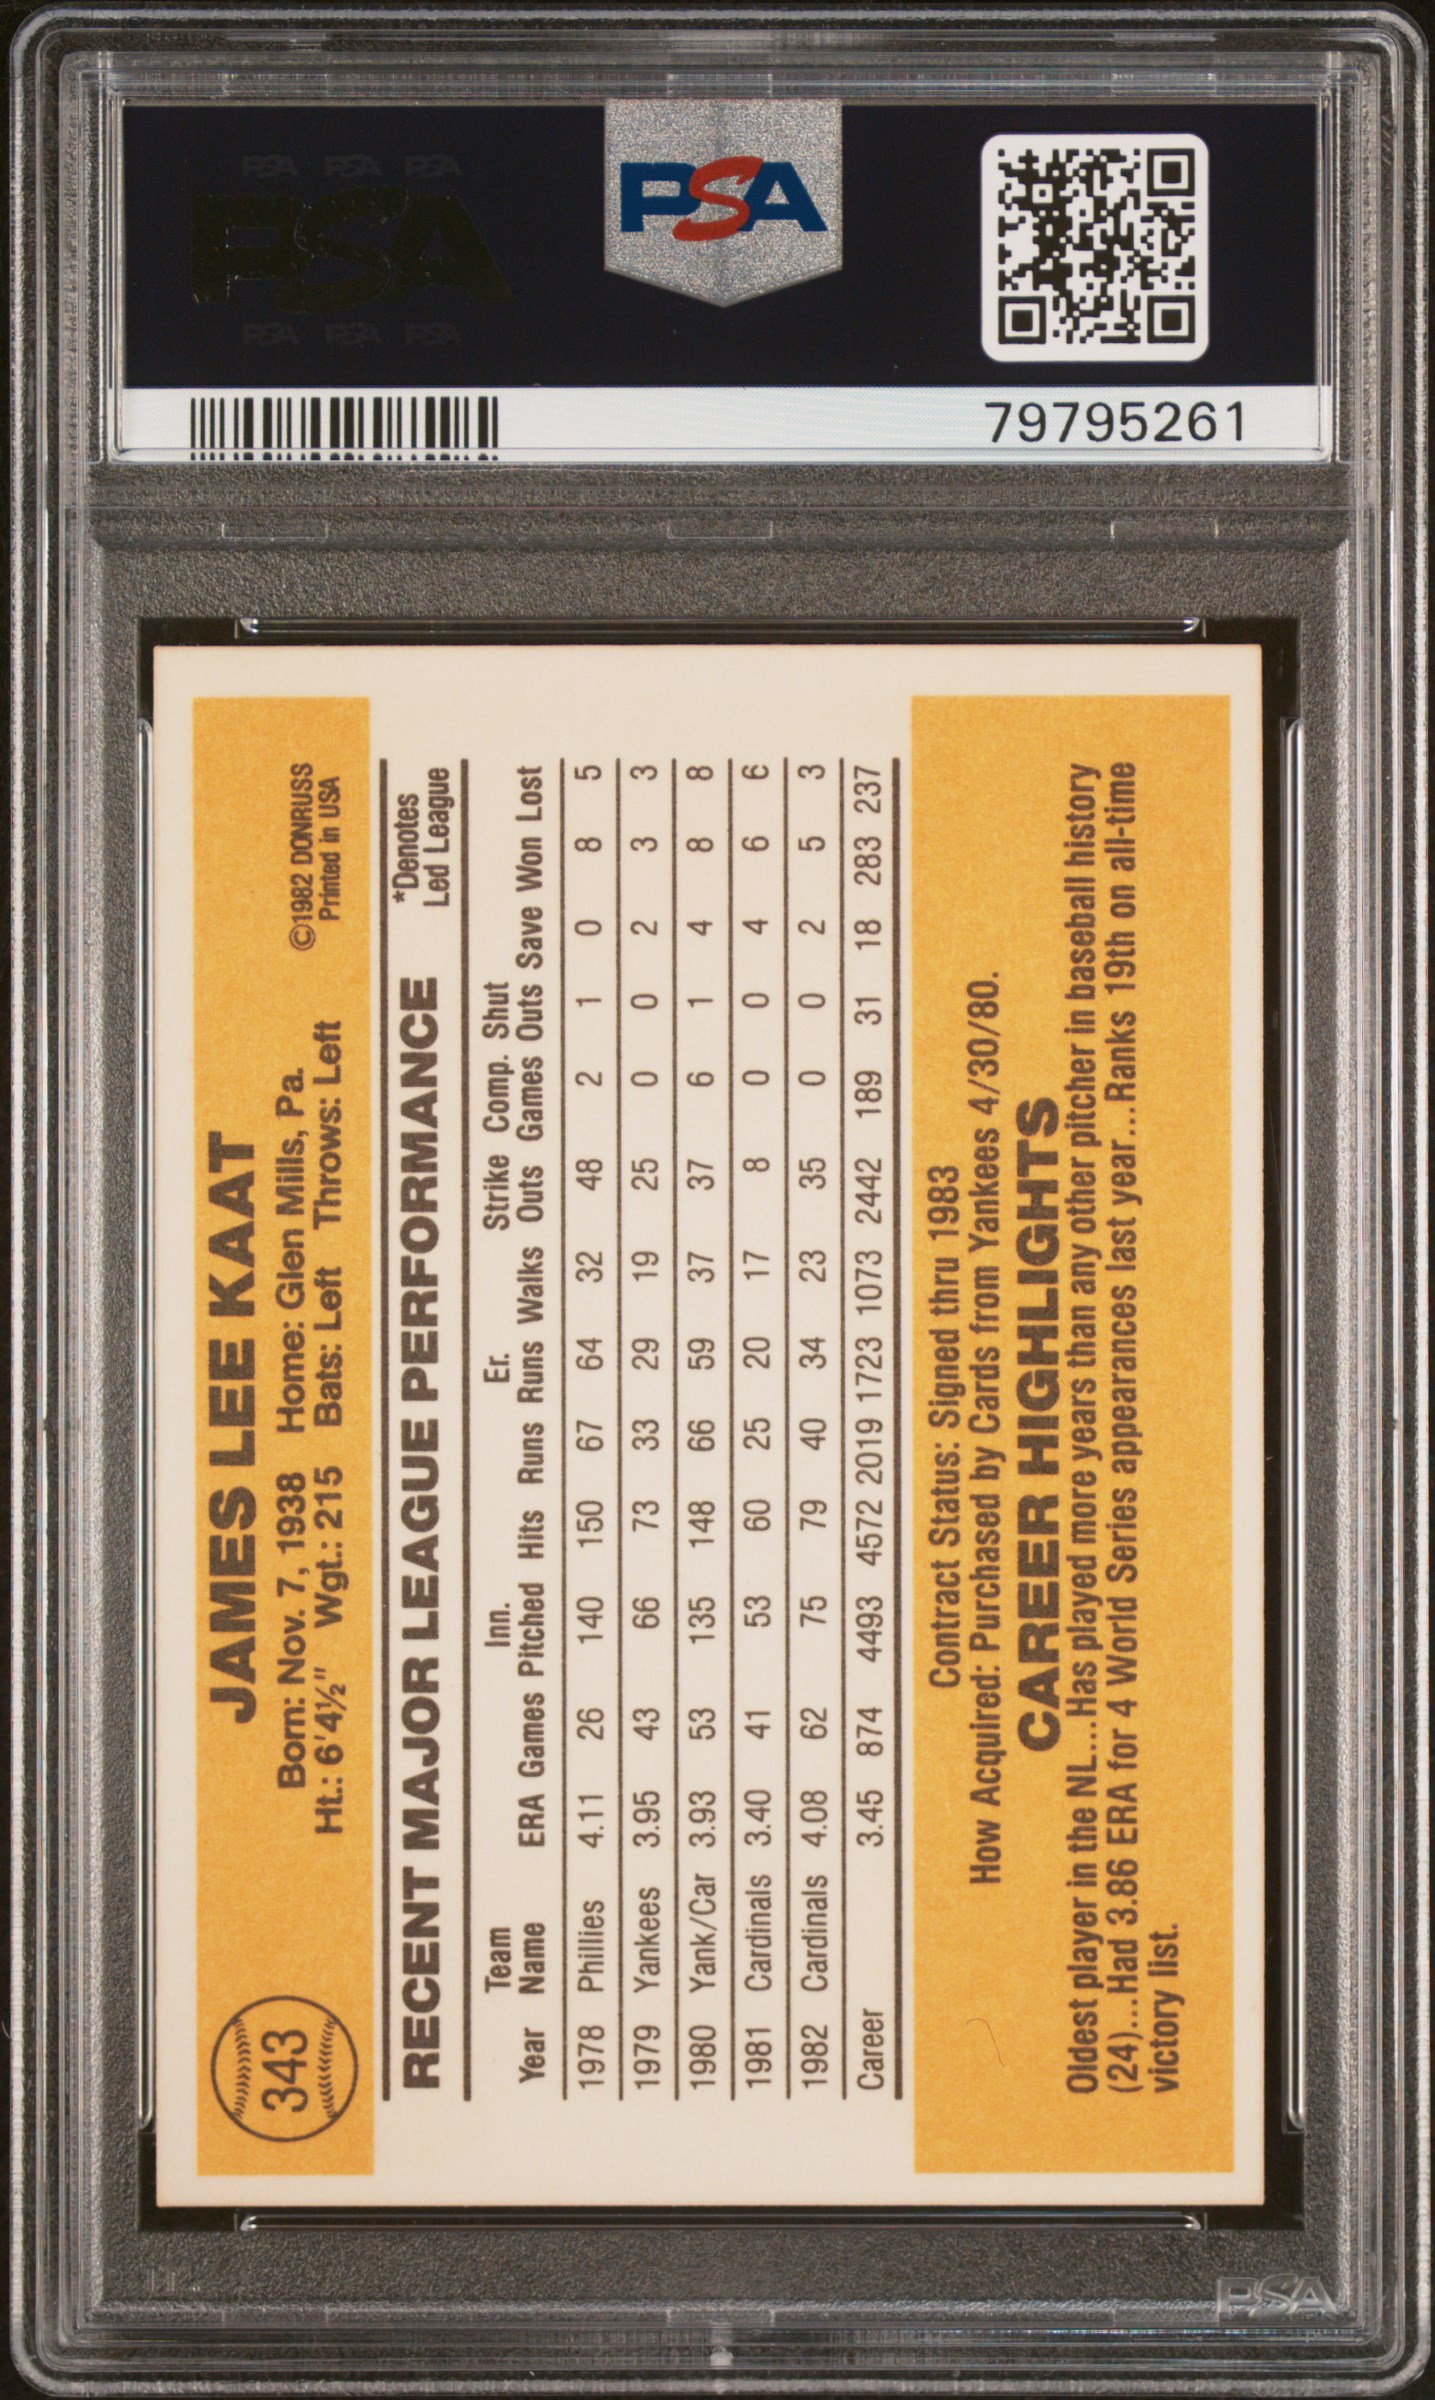 PSA PSA PSA
PSA
PSA PSA PSA
PSA
79795261
343
JAMES LEE KAAT
Born: Nov. 7, 1938 Home: Glen Mills, Pa. ©1982 DONRUSS
Ht.: 6'4½" Wgt.: 215 Bats: Left Throws: Left Printed in USA
RECENT MAJOR LEAGUE PERFORMANCE *Denotes Led League
Team Inn. Er. Strike Comp. Shut
Year Name ERA Games Pitched Hits Runs Runs Walks Outs Games Outs Save Won Lost
1978 Phillies 4.11 26 140 150 67 64 32 48 2 1 0 8 5
1979 Yankees 3.95 43 66 73 33 29 19 25 0 0 2 3 3
1980 Yank/Car 3.93 53 135 148 66 59 37 37 6 1 4 8 8
1981 Cardinals 3.40 41 53 60 25 20 17 8 0 0 4 6 6
1982 Cardinals 4.08 62 75 79 40 34 23 35 0 0 2 5 3
Career 3.45 874 4493 4572 2019 1723 1073 2442 189 31 18 283 237
Contract Status: Signed thru 1983
How Acquired: Purchased by Cards from Yankees 4/30/80.
CAREER HIGHLIGHTS
Oldest player in the NL...Has played more years than any other pitcher in baseball history
(24)...Had 3.86 ERA for 4 World Series appearances last year...Ranks 19th on all-time
victory list.
PSA